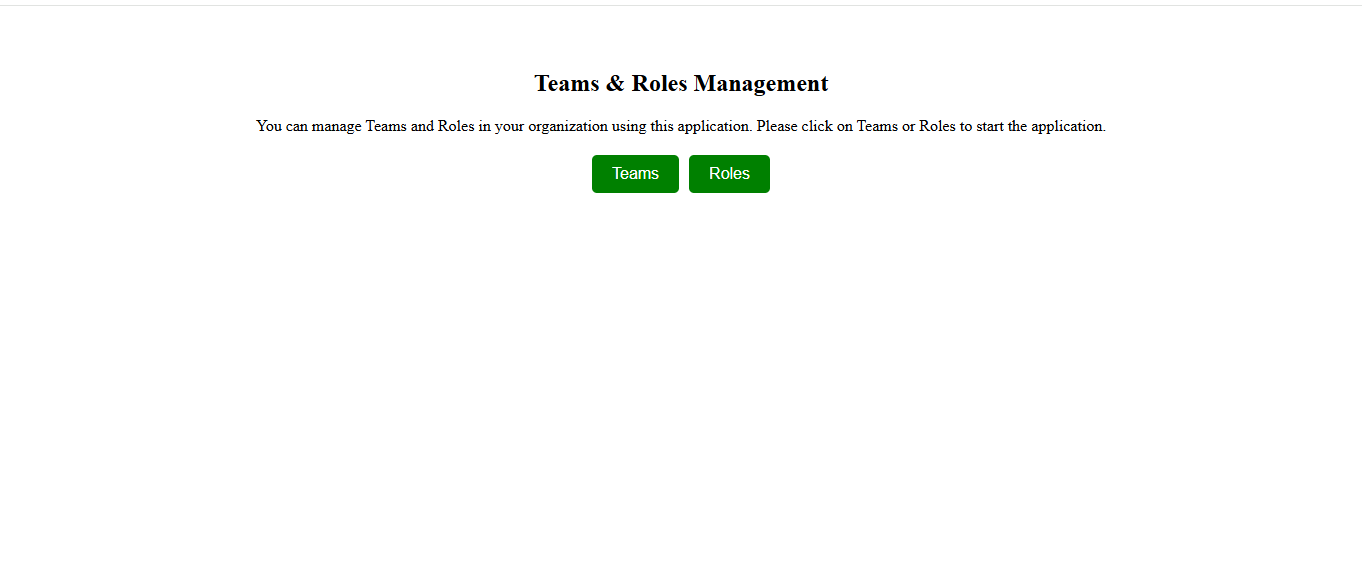 Teams & Roles Management
You can manage Teams and Roles in your organization using this application. Please click on Teams or Roles to start the application.
Teams Roles